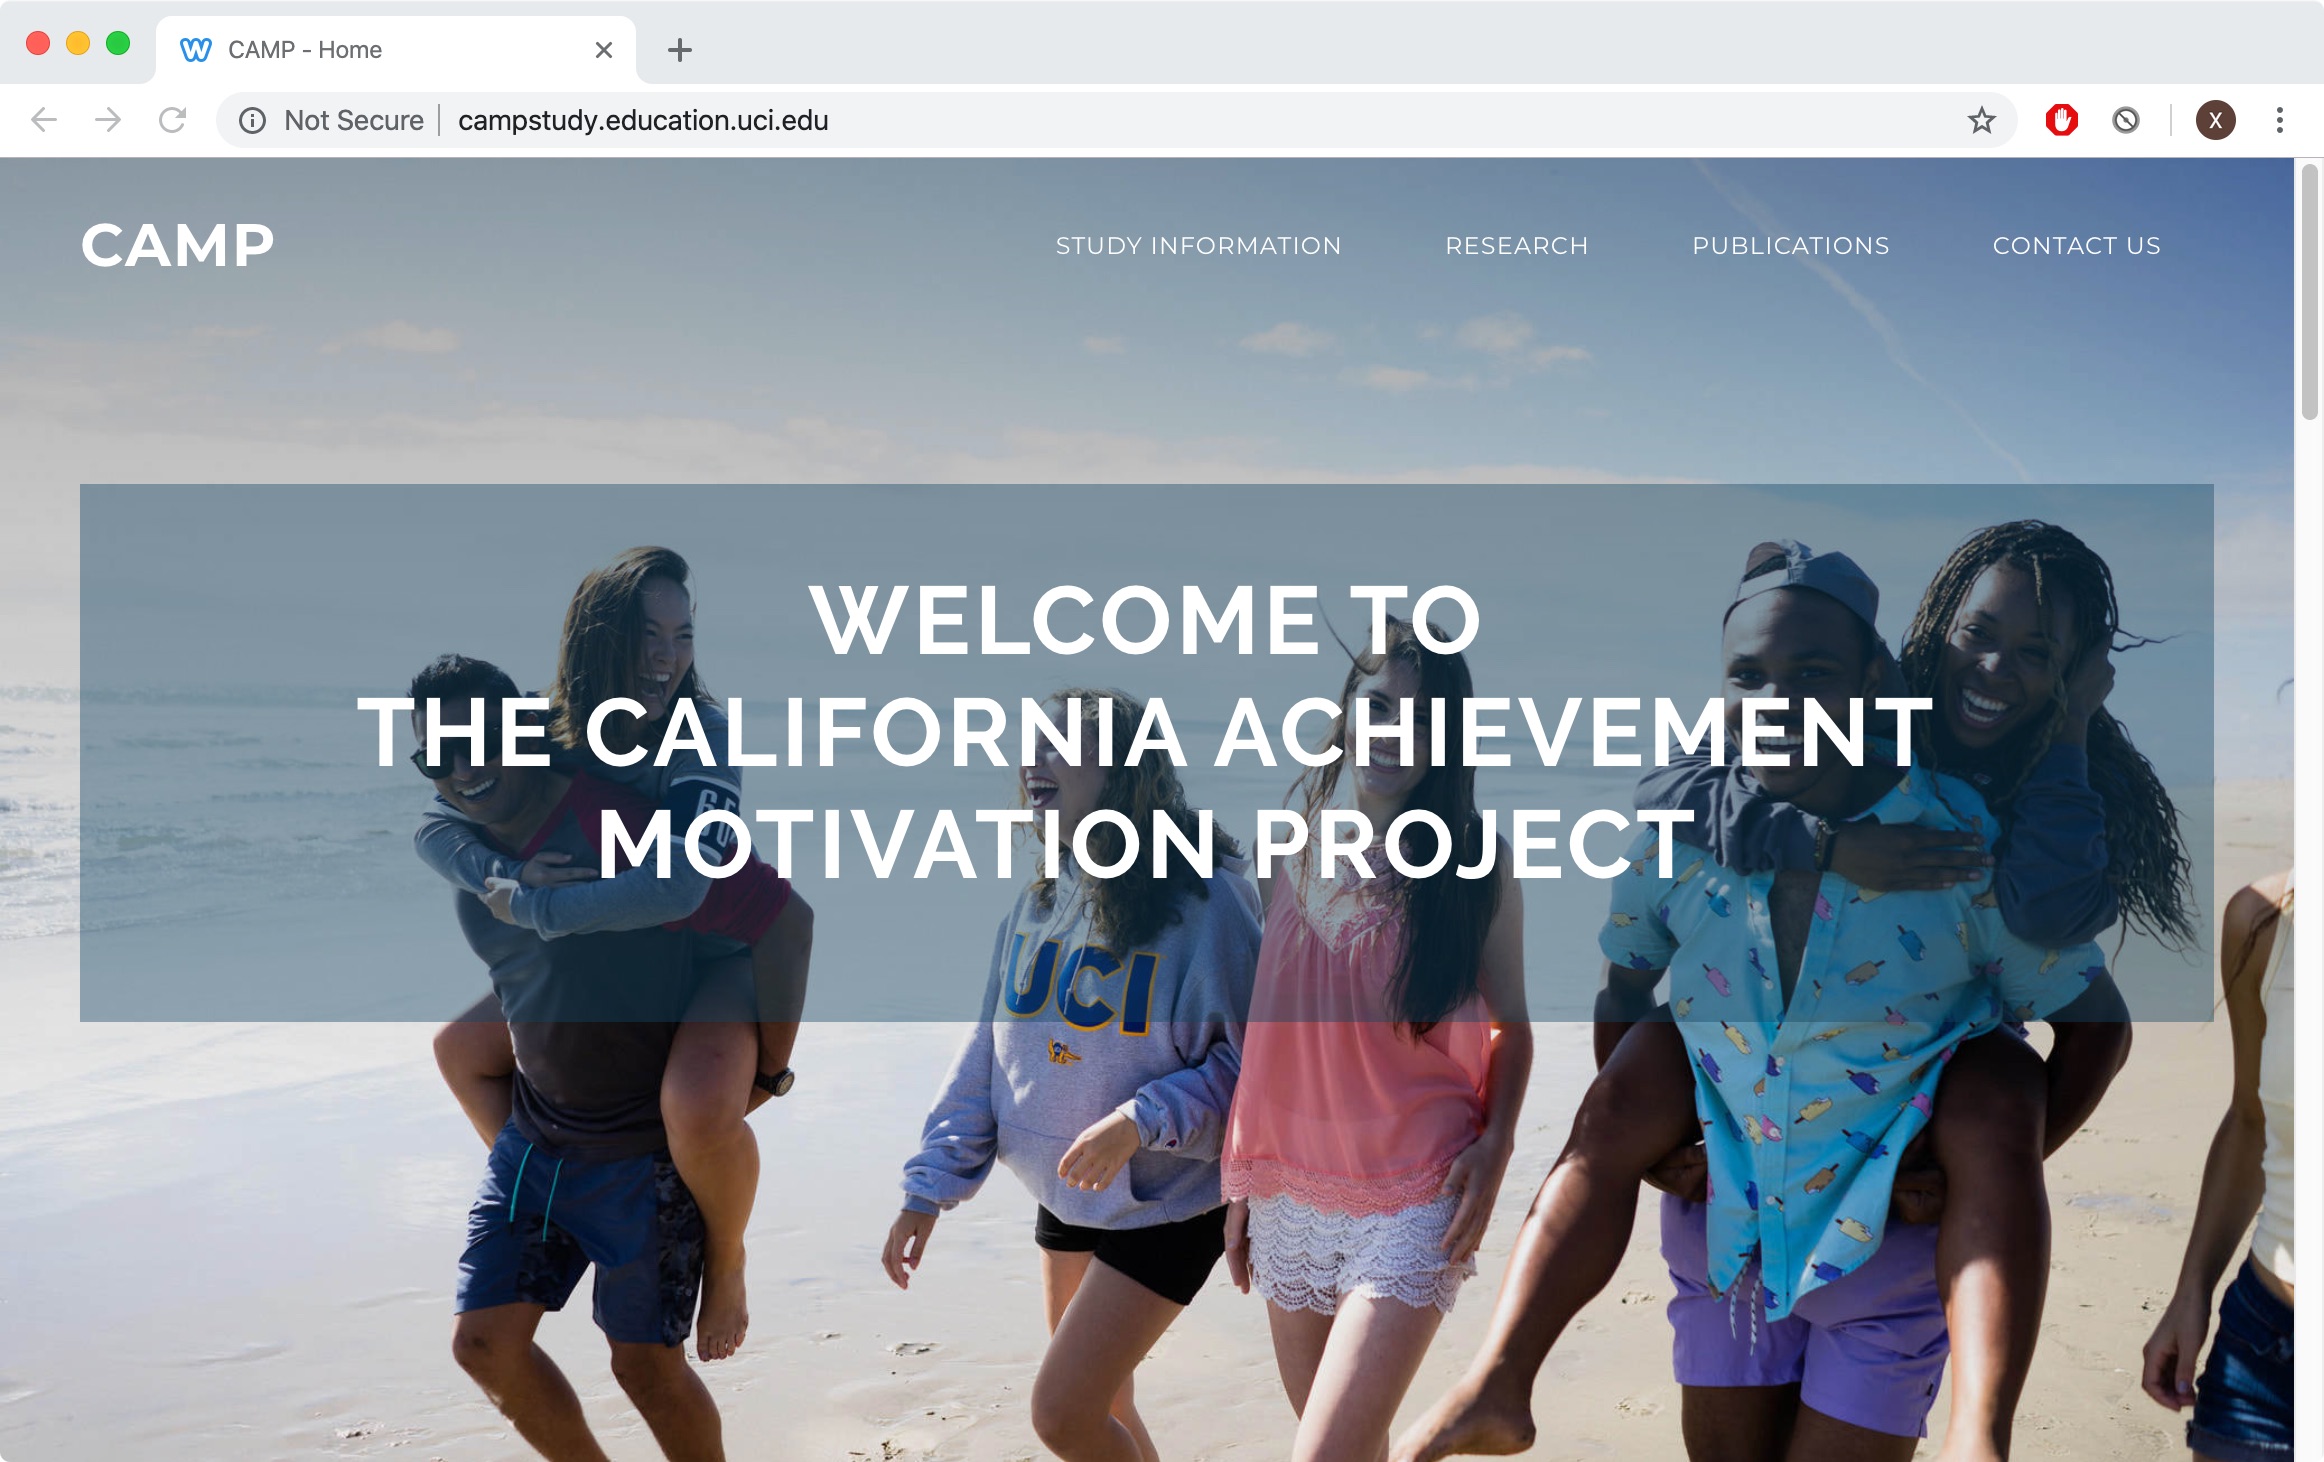 CAMP - Home
Not Secure campstudy.education.uci.edu
X
CAMP
STUDY INFORMATION RESEARCH PUBLICATIONS CONTACT US
WELCOME TO
THE CALIFORNIA ACHIEVEMENT
MOTIVATION PROJECT
UCI